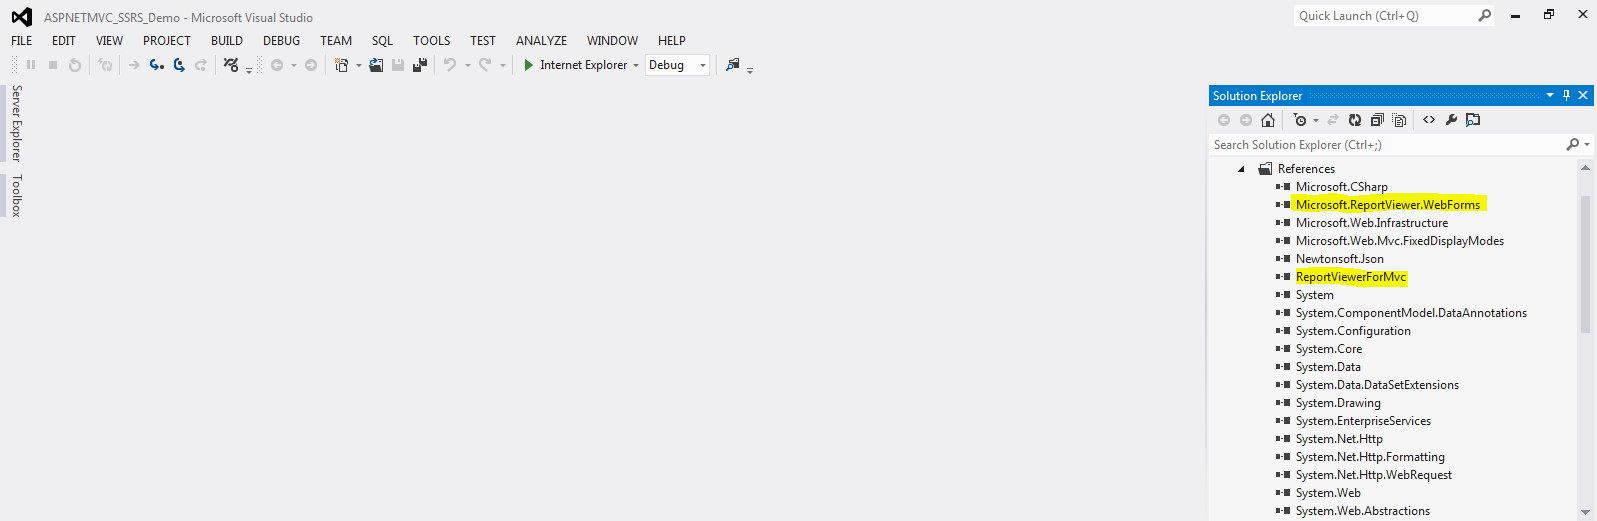 ASPNETMVC_SSRS_Demo - Microsoft Visual Studio
Quick Launch (Ctrl+Q)
FILE EDIT VIEW PROJECT BUILD DEBUG TEAM SQL TOOLS TEST ANALYZE WINDOW HELP
Internet Explorer Debug
Server Explorer
Toolbox
Solution Explorer
Search Solution Explorer (Ctrl+;)
References
Microsoft.CSharp
Microsoft.ReportViewer.WebForms
Microsoft.Web.Infrastructure
Microsoft.Web.Mvc.FixedDisplayModes
Newtonsoft.Json
ReportViewerForMvc
System
System.ComponentModel.DataAnnotations
System.Configuration
System.Core
System.Data
System.Data.DataSetExtensions
System.Drawing
System.EnterpriseServices
System.Net.Http
System.Net.Http.Formatting
System.Net.Http.WebRequest
System.Web
System.Web.Abstractions